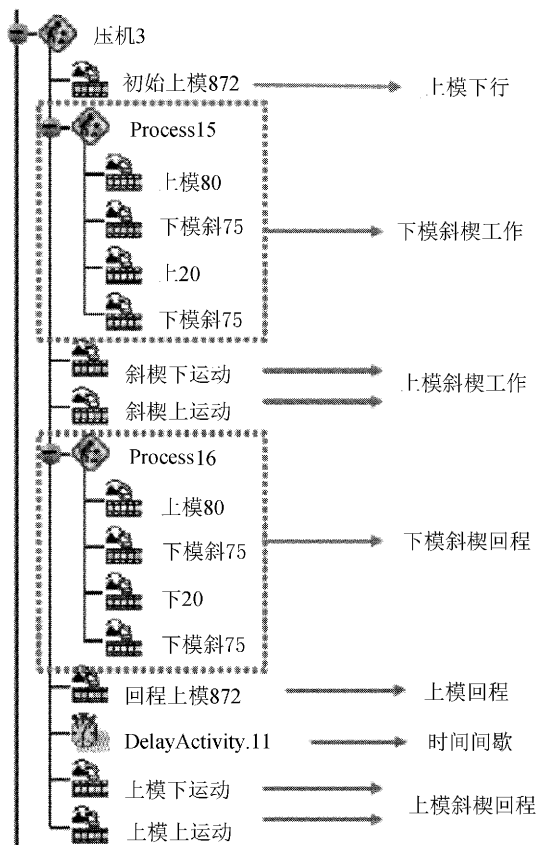 压机3
初始上模872 上模下行
Process15
上模80
下模斜75 下模斜楔工作
上20
下模斜75
斜楔下运动 上模斜楔工作
斜楔上运动
Process16
上模80
下模斜75 下模斜楔回程
下20
下模斜75
回程上模872 上模回程
DelayActivity.11 时间间歇
上模下运动 上模斜楔回程
上模上运动